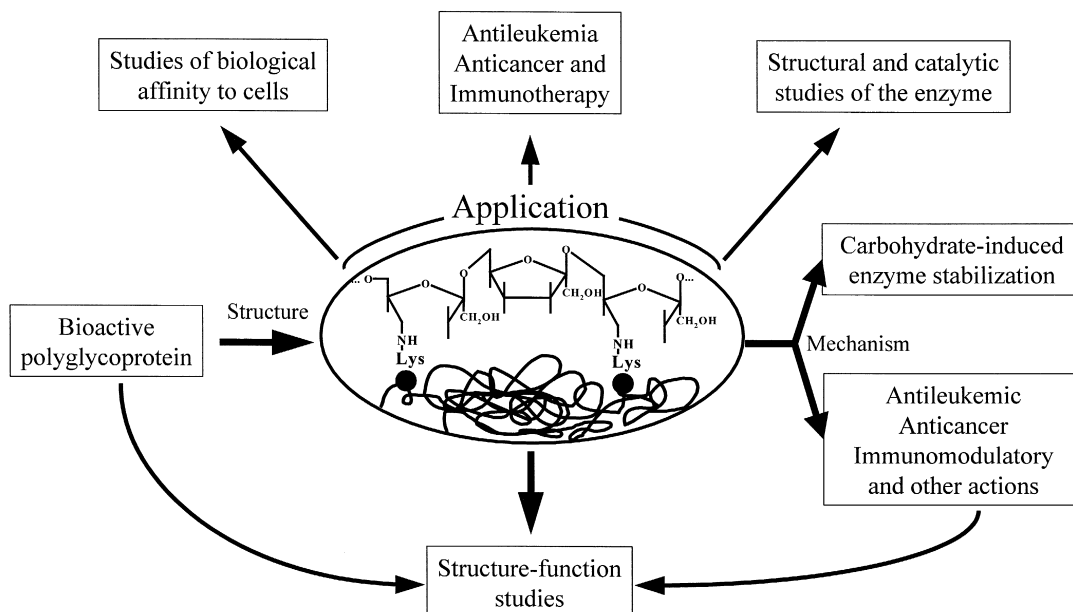 Studies of biological
affinity to cells
Antileukemia
Anticancer and
Immunotherapy
Structural and catalytic
studies of the enzyme
Application
Bioactive
polyglycoprotein
Structure
...O
O
O
CH₂OH
O
O
CH₂OH
O
O...
CH₂OH
NH
Lys
NH
Lys
Mechanism
Carbohydrate-induced
enzyme stabilization
Antileukemic
Anticancer
Immunomodulatory
and other actions
Structure-function
studies